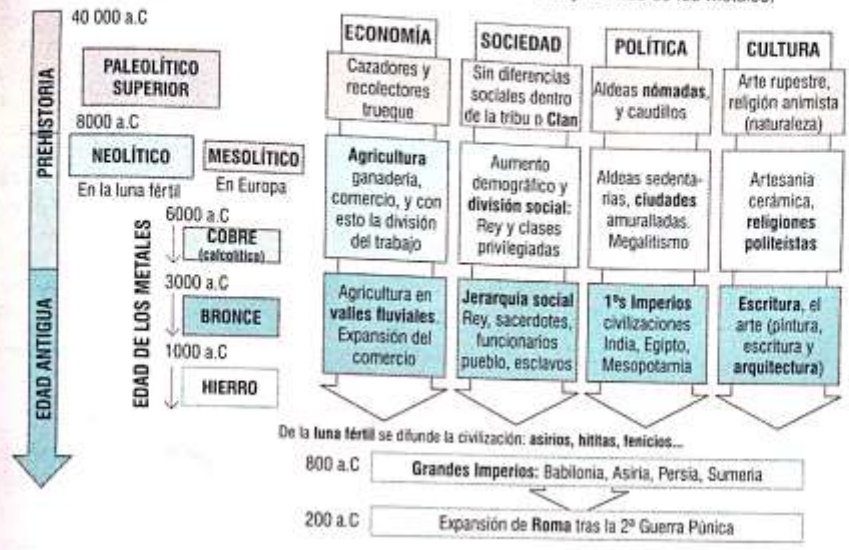 los metales.
40 000 a.C
PREHISTORIA
EDAD ANTIGUA
PALEOLÍTICO
SUPERIOR
8000 a.C
NEOLÍTICO
En la luna fértil
MESOLÍTICO
En Europa
EDAD DE LOS METALES
6000 a.C
COBRE
(calcolítico)
3000 a.C
BRONCE
1000 a.C
HIERRO
ECONOMÍA
Cazadores y
recolectores
trueque
Agricultura
ganadería,
comercio, y con
esto la división
del trabajo
Agricultura en
valles fluviales.
Expansión del
comercio
SOCIEDAD
Sin diferencias
sociales dentro
de la tribu o Clan
Aumento
demográfico y
división social:
Rey y clases
privilegiadas
Jerarquía social
Rey, sacerdotes,
funcionarios
pueblo, esclavos
POLÍTICA
Aldeas nómadas,
y caudillos
Aldeas sedenta-
rias, ciudades
amuralladas.
Megalitismo
1ºs Imperios
civilizaciones
India, Egipto,
Mesopotamia
CULTURA
Arte rupestre,
religión animista
(naturaleza)
Artesanía
cerámica,
religiones
politeístas
Escritura, el
arte (pintura,
escritura y
arquitectura)
De la luna fértil se difunde la civilización: asirios, hititas, fenicios...
800 a.C
Grandes Imperios: Babilonia, Asiria, Persia, Sumeria
200 a.C
Expansión de Roma tras la 2ª Guerra Púnica